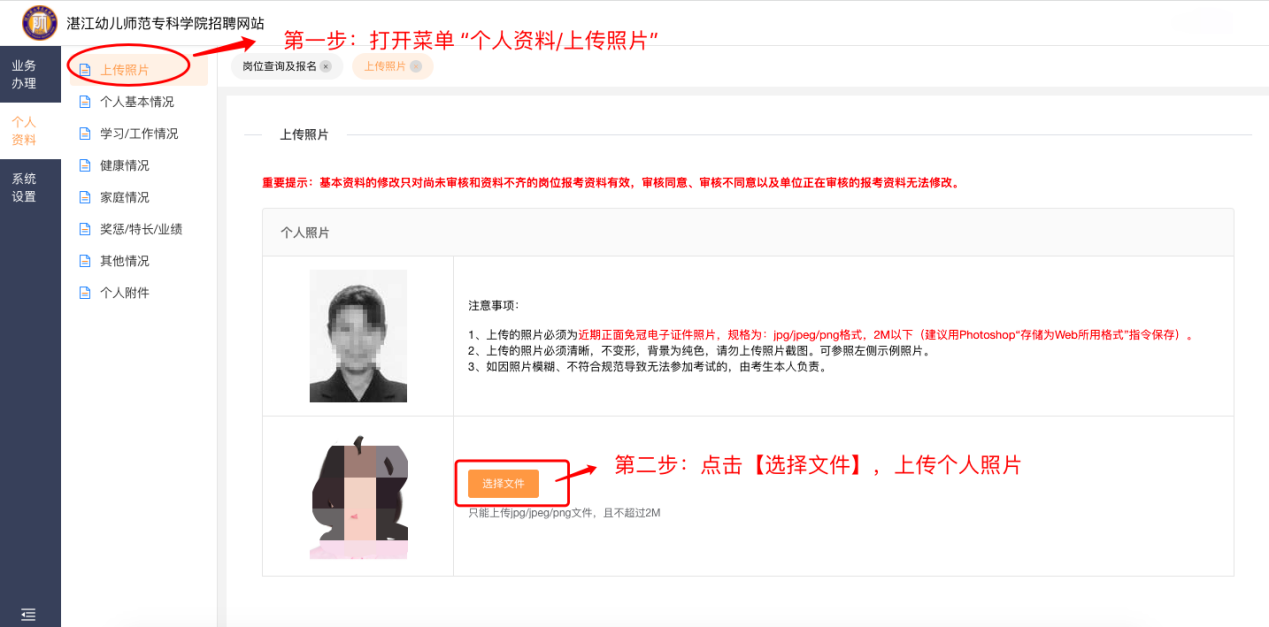 湛江幼儿师范专科学院招聘网站
第一步：打开菜单“个人资料/上传照片”
业务
办理
个人
资料
系统
设置
上传照片
个人基本情况
学习/工作情况
健康情况
家庭情况
奖惩/特长/业绩
其他情况
个人附件
岗位查询及报名
上传照片
上传照片
重要提示：基本资料的修改只对尚未审核和资料不齐的岗位报考资料有效，审核同意、审核不同意以及单位正在审核的报考资料无法修改。
个人照片
注意事项：
1、上传的照片必须为近期正面免冠电子证件照片，规格为：jpg/jpeg/png格式，2M以下（建议用Photoshop“存储为Web所用格式”指令保存）。
2、上传的照片必须清晰，不变形，背景为纯色，请勿上传照片截图。可参照左侧示例照片。
3、如因照片模糊、不符合规范导致无法参加考试的，由考生本人负责。
第二步：点击【选择文件】，上传个人照片
选择文件
只能上传jpg/jpeg/png文件，且不超过2M